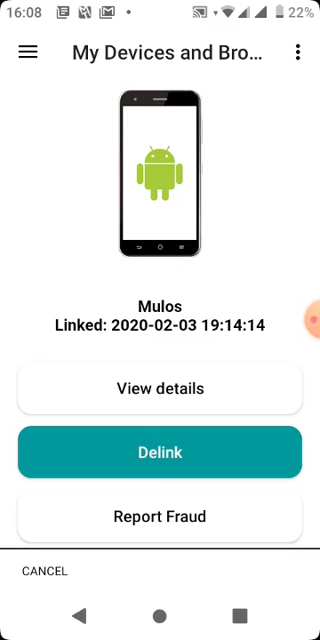 16:08
22%
My Devices and Bro...
Mulos
Linked: 2020-02-03 19:14:14
View details
Delink
Report Fraud
CANCEL